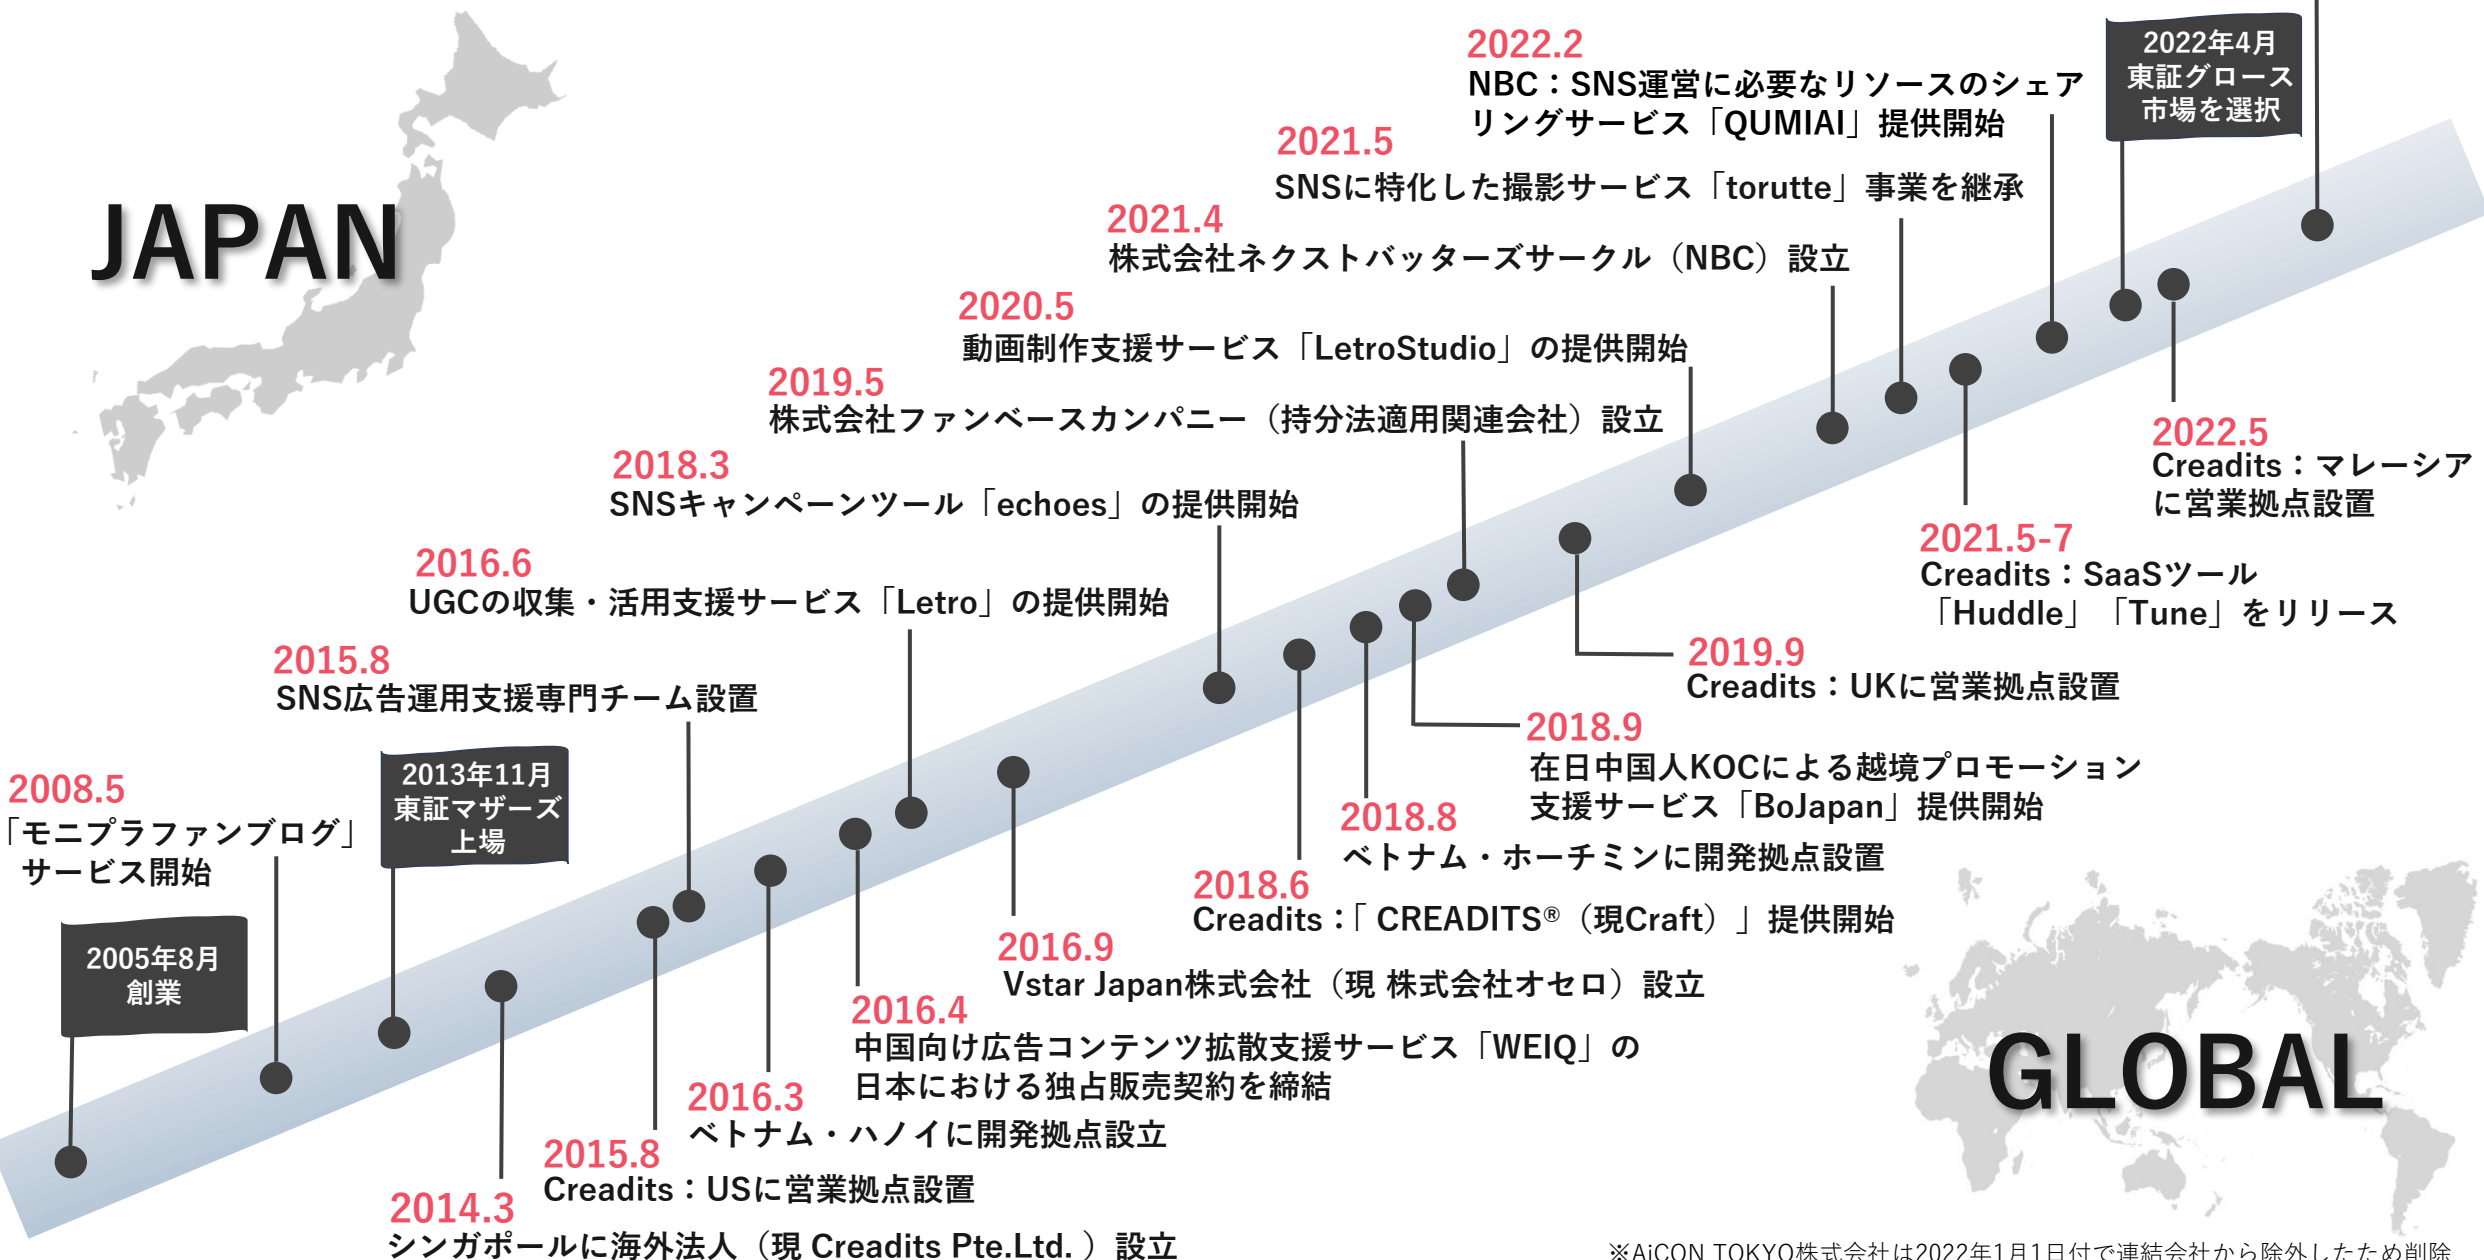 JAPAN
2022.2
NBC：SNS運営に必要なリソースのシェア
リングサービス「QUMIAI」提供開始
2022年4月
東証グロース
市場を選択
2021.5
SNSに特化した撮影サービス「torutte」事業を継承
2021.4
株式会社ネクストバッターズサークル（NBC）設立
2020.5
動画制作支援サービス「LetroStudio」の提供開始
2019.5
株式会社ファンベースカンパニー（持分法適用関連会社）設立
2018.3
SNSキャンペーンツール「echoes」の提供開始
2016.6
UGCの収集・活用支援サービス「Letro」の提供開始
2015.8
SNS広告運用支援専門チーム設置
2013年11月
東証マザーズ
上場
2008.5
「モニプラファンブログ」
サービス開始
2005年8月
創業
2022.5
Creadits：マレーシア
に営業拠点設置
2021.5-7
Creadits：SaaSツール
「Huddle」「Tune」をリリース
2019.9
Creadits：UKに営業拠点設置
2018.9
在日中国人KOCによる越境プロモーション
支援サービス「BoJapan」提供開始
2018.8
ベトナム・ホーチミンに開発拠点設置
2018.6
Creadits：「 CREADITS®（現Craft）」提供開始
2016.9
Vstar Japan株式会社（現 株式会社オセロ）設立
2016.4
中国向け広告コンテンツ拡散支援サービス「WEIQ」の
日本における独占販売契約を締結
2016.3
ベトナム・ハノイに開発拠点設立
2015.8
Creadits：USに営業拠点設置
2014.3
シンガポールに海外法人（現 Creadits Pte.Ltd. ）設立
GLOBAL
※AiCON TOKYO株式会社は2022年1月1日付で連結会社から除外したため削除